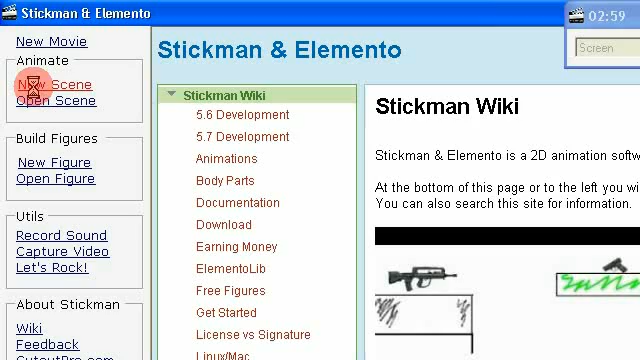 Stickman & Elemento
02:59
Screen
New Movie
Animate
New Scene
Open Scene
Build Figures
New Figure
Open Figure
Utils
Record Sound
Capture Video
Let's Rock!
About Stickman
Wiki
Feedback
CutoutPro.com
Stickman & Elemento
Stickman Wiki
5.6 Development
5.7 Development
Animations
Body Parts
Documentation
Download
Earning Money
ElementoLib
Free Figures
Get Started
License vs Signature
Linux/Mac
Stickman Wiki
Stickman & Elemento is a 2D animation softw
At the bottom of this page or to the left you wi
You can also search this site for information.